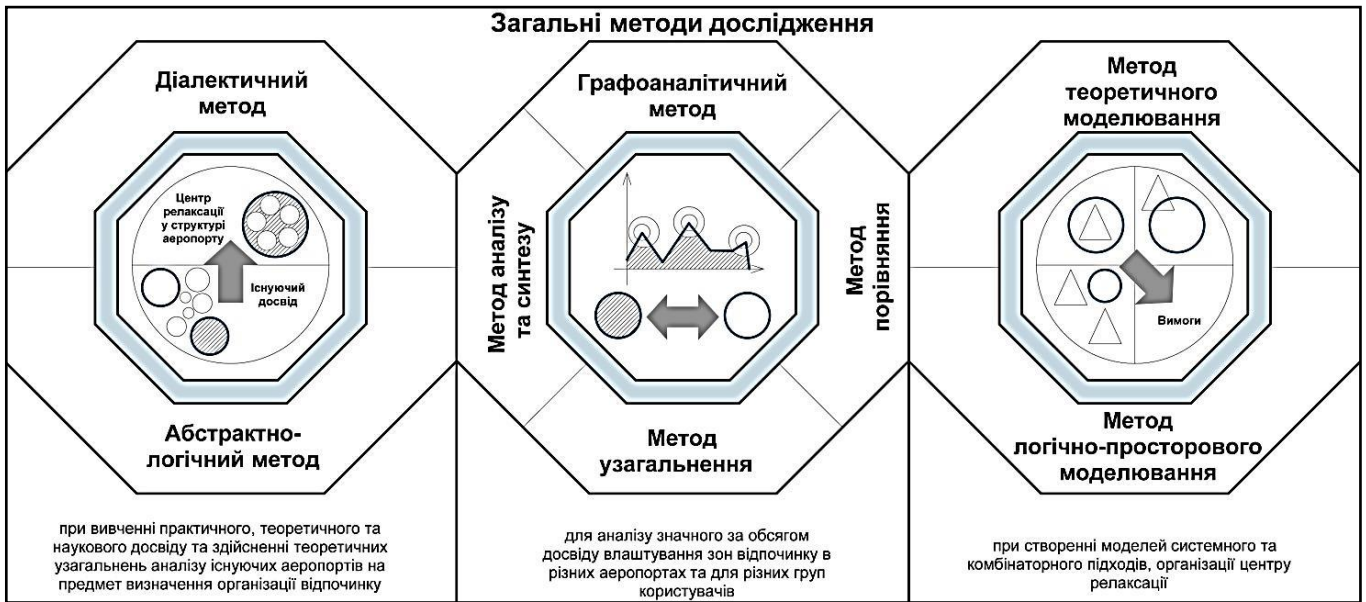 Загальні методи дослідження
Діалектичний
метод
Центр
релаксації
у структурі
аеропорту
Існуючий
досвід
Абстрактно-
логічний метод
при вивченні практичного, теоретичного та
наукового досвіду та здійсненні теоретичних
узагальнень аналізу існуючих аеропортів на
предмет визначення організації відпочинку
Графоаналітичний
метод
Метод аналізу
та синтезу
Метод
порівняння
Метод
узагальнення
для аналізу значного за обсягом
досвіду влаштування зон відпочинку в
різних аеропортах та для різних груп
користувачів
Метод
теоретичного
моделювання
Вимоги
Метод
логічно-просторового
моделювання
при створенні моделей системного та
комбінаторного підходів, організації центру
релаксації